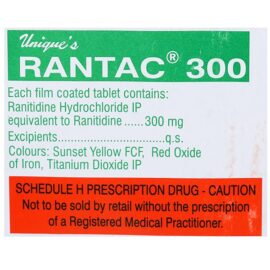 Unique's
RANTAC® 300
Each film coated tablet contains:
Ranitidine Hydrochloride IP
equivalent to Ranitidine ...... 300 mg
Excipients....................q.s.
Colours: Sunset Yellow FCF, Red Oxide
of Iron, Titanium Dioxide IP
SCHEDULE H PRESCRIPTION DRUG - CAUTION
Not to be sold by retail without the prescription
of a Registered Medical Practitioner.